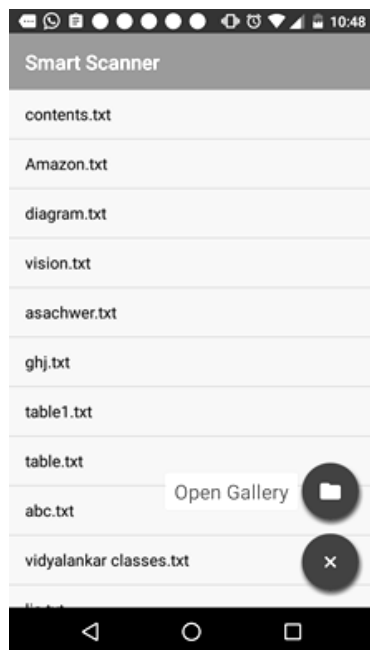 10:48
Smart Scanner
contents.txt
Amazon.txt
diagram.txt
vision.txt
asachwer.txt
ghj.txt
table1.txt
table.txt
Open Gallery
abc.txt
vidyalankar classes.txt